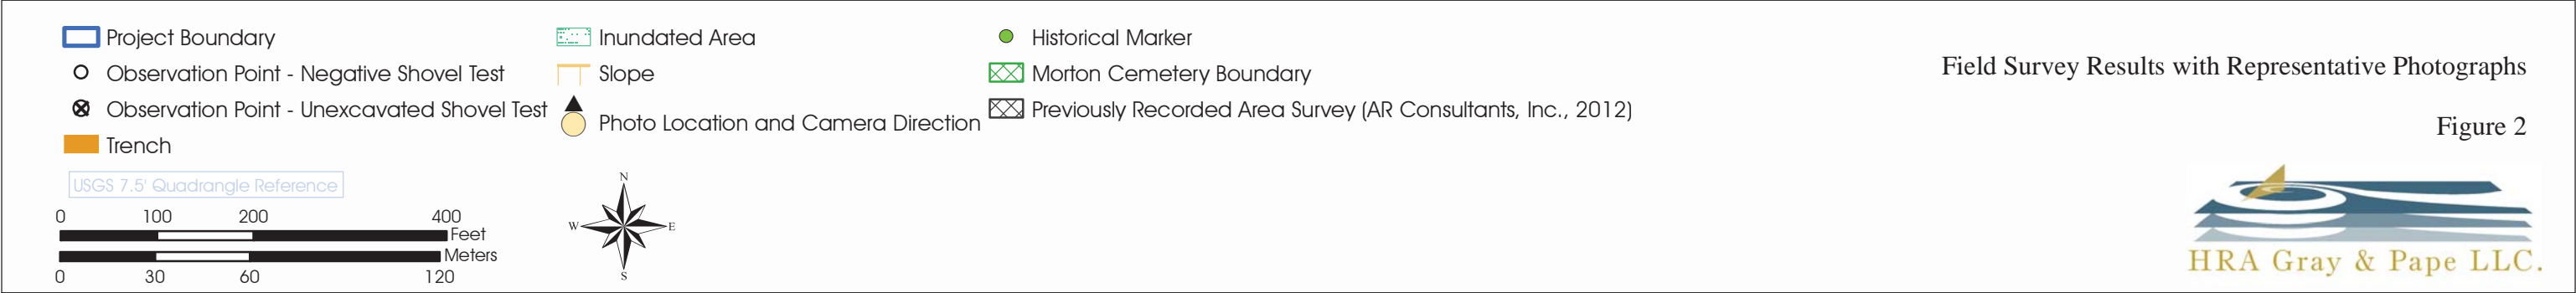 Project Boundary
Observation Point - Negative Shovel Test
Observation Point - Unexcavated Shovel Test
Trench
Inundated Area
Slope
Photo Location and Camera Direction
Historical Marker
Morton Cemetery Boundary
Previously Recorded Area Survey (AR Consultants, Inc., 2012)
Field Survey Results with Representative Photographs
Figure 2
USGS 7.5' Quadrangle Reference
0 100 200 400
Feet
Meters
0 30 60 120
N
W E
S
HRA Gray & Pape LLC.